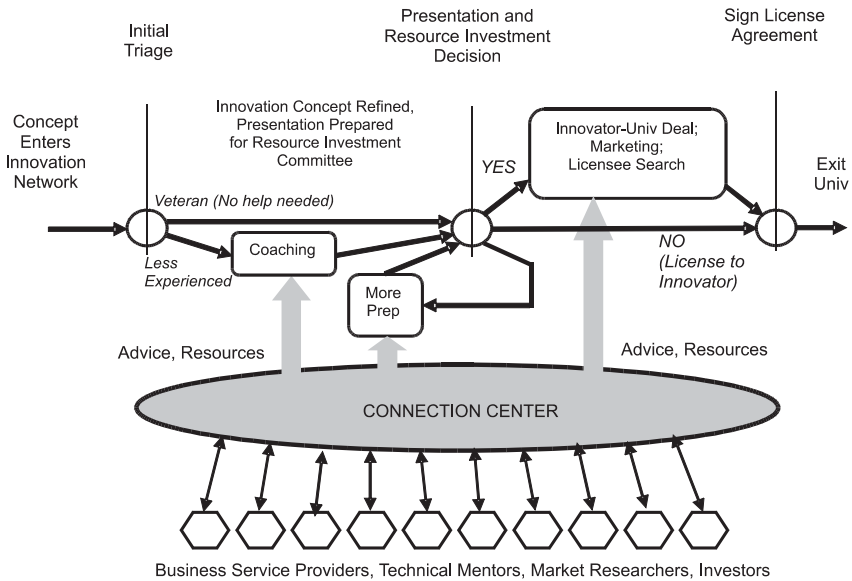 Initial
Triage
Presentation and
Resource Investment
Decision
Sign License
Agreement
Concept
Enters
Innovation
Network
Innovation Concept Refined,
Presentation Prepared
for Resource Investment
Committee
Innovator-Univ Deal;
Marketing;
Licensee Search
YES
Exit
Univ
Veteran (No help needed)
Less
Experienced
Coaching
NO
(License to
Innovator)
More
Prep
Advice, Resources
Advice, Resources
CONNECTION CENTER
Business Service Providers, Technical Mentors, Market Researchers, Investors